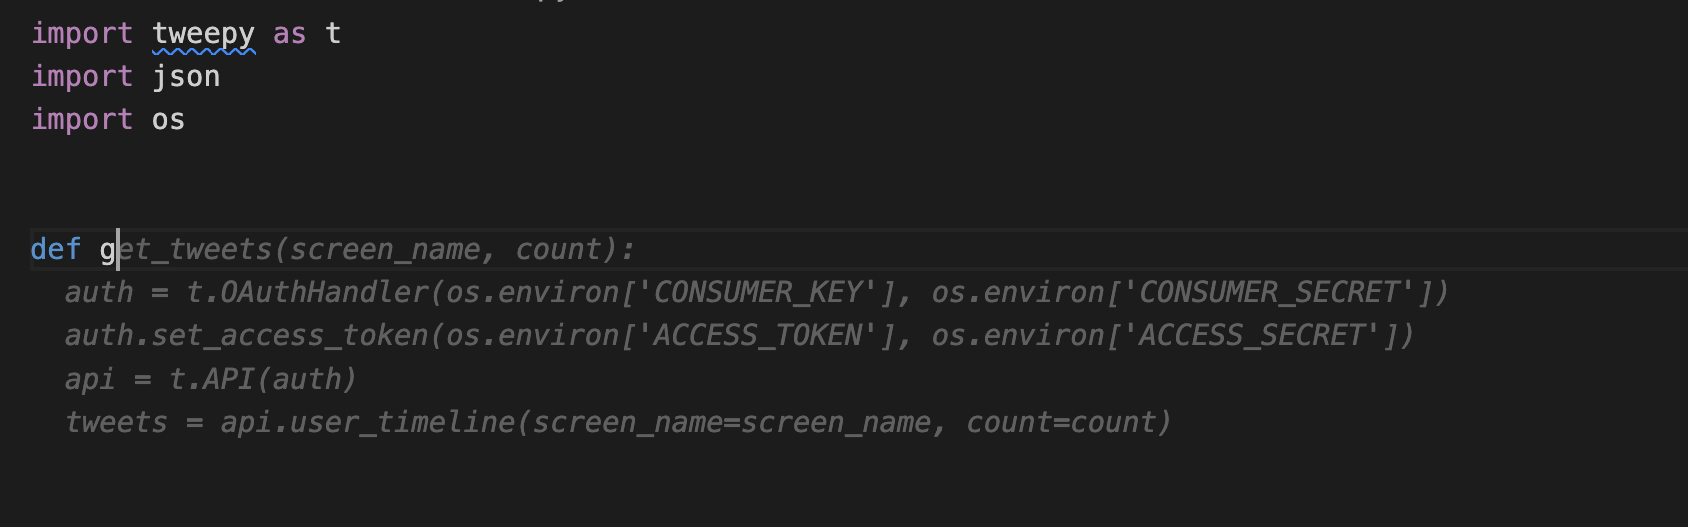 import tweepy as t
import json
import os
def get_tweets(screen_name, count):
auth = t.OAuthHandler(os.environ['CONSUMER_KEY'], os.environ['CONSUMER_SECRET'])
auth.set_access_token(os.environ['ACCESS_TOKEN'], os.environ['ACCESS_SECRET'])
api = t.API(auth)
tweets = api.user_timeline(screen_name=screen_name, count=count)